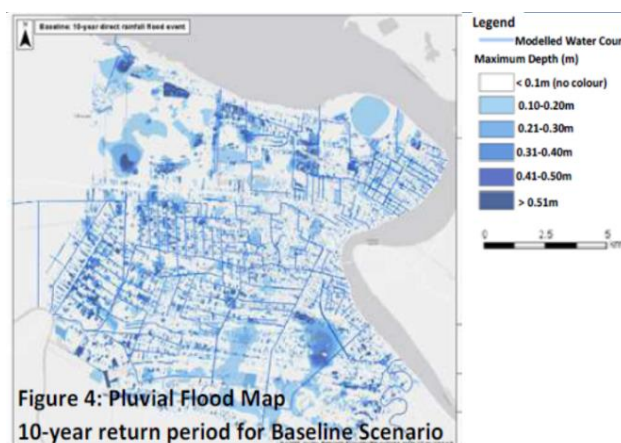 Baseline: 10-year direct rainfall flood event
N
Legend
Modelled Water Cour
Maximum Depth (m)
< 0.1m (no colour)
0.10-0.20m
0.21-0.30m
0.31-0.40m
0.41-0.50m
> 0.51m
0 2.5 5
Figure 4: Pluvial Flood Map
10-year return period for Baseline Scenario